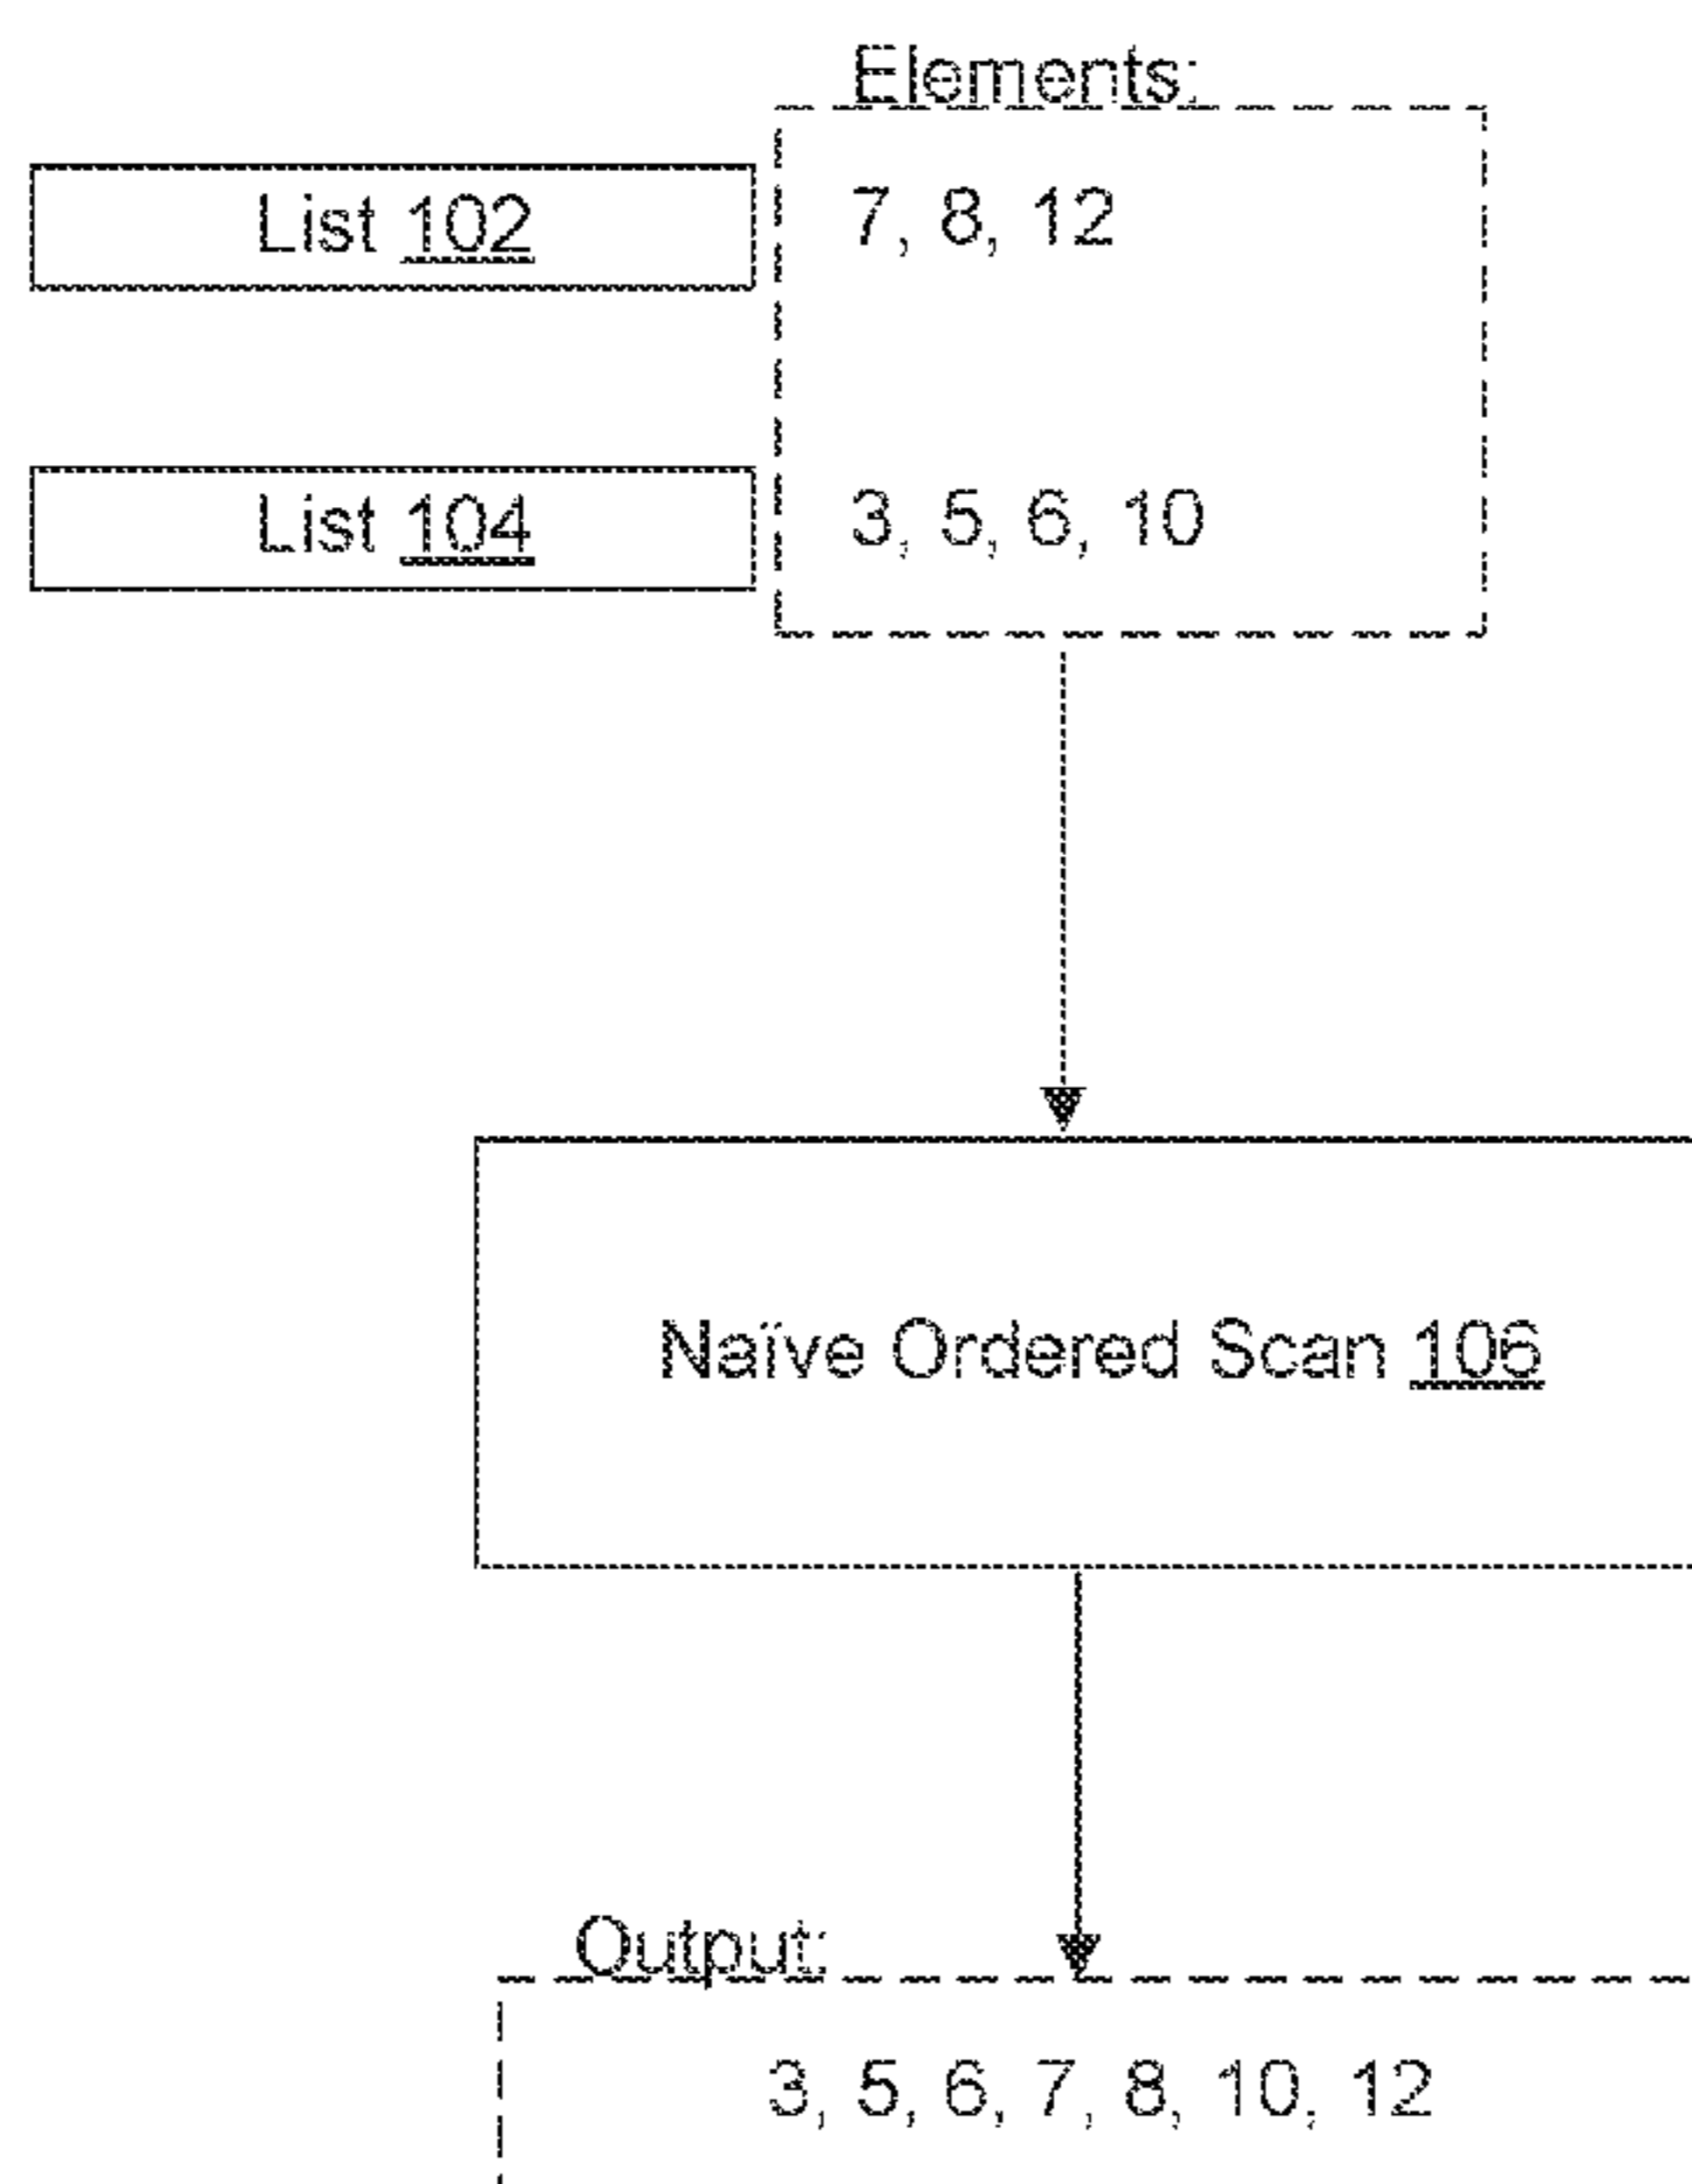 Elements:
List 102
7, 8, 12
List 104
3, 5, 6, 10
Naïve Ordered Scan 106
Output:
3, 5, 6, 7, 8, 10, 12